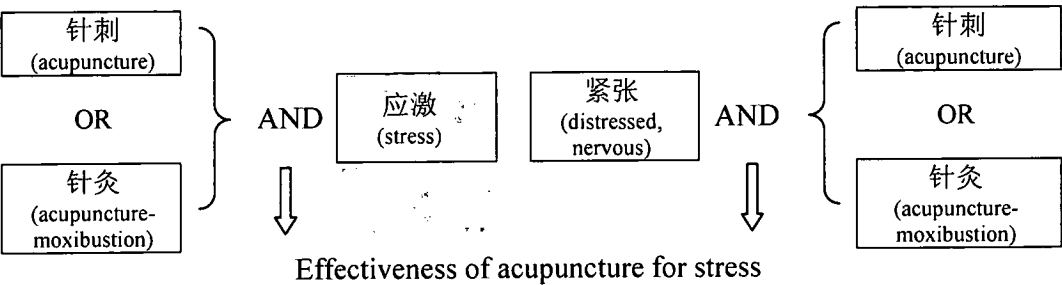 针刺
(acupuncture)
OR
针灸
(acupuncture-
moxibustion)
AND
应激
(stress)
紧张
(distressed,
nervous)
AND
针刺
(acupuncture)
OR
针灸
(acupuncture-
moxibustion)
Effectiveness of acupuncture for stress